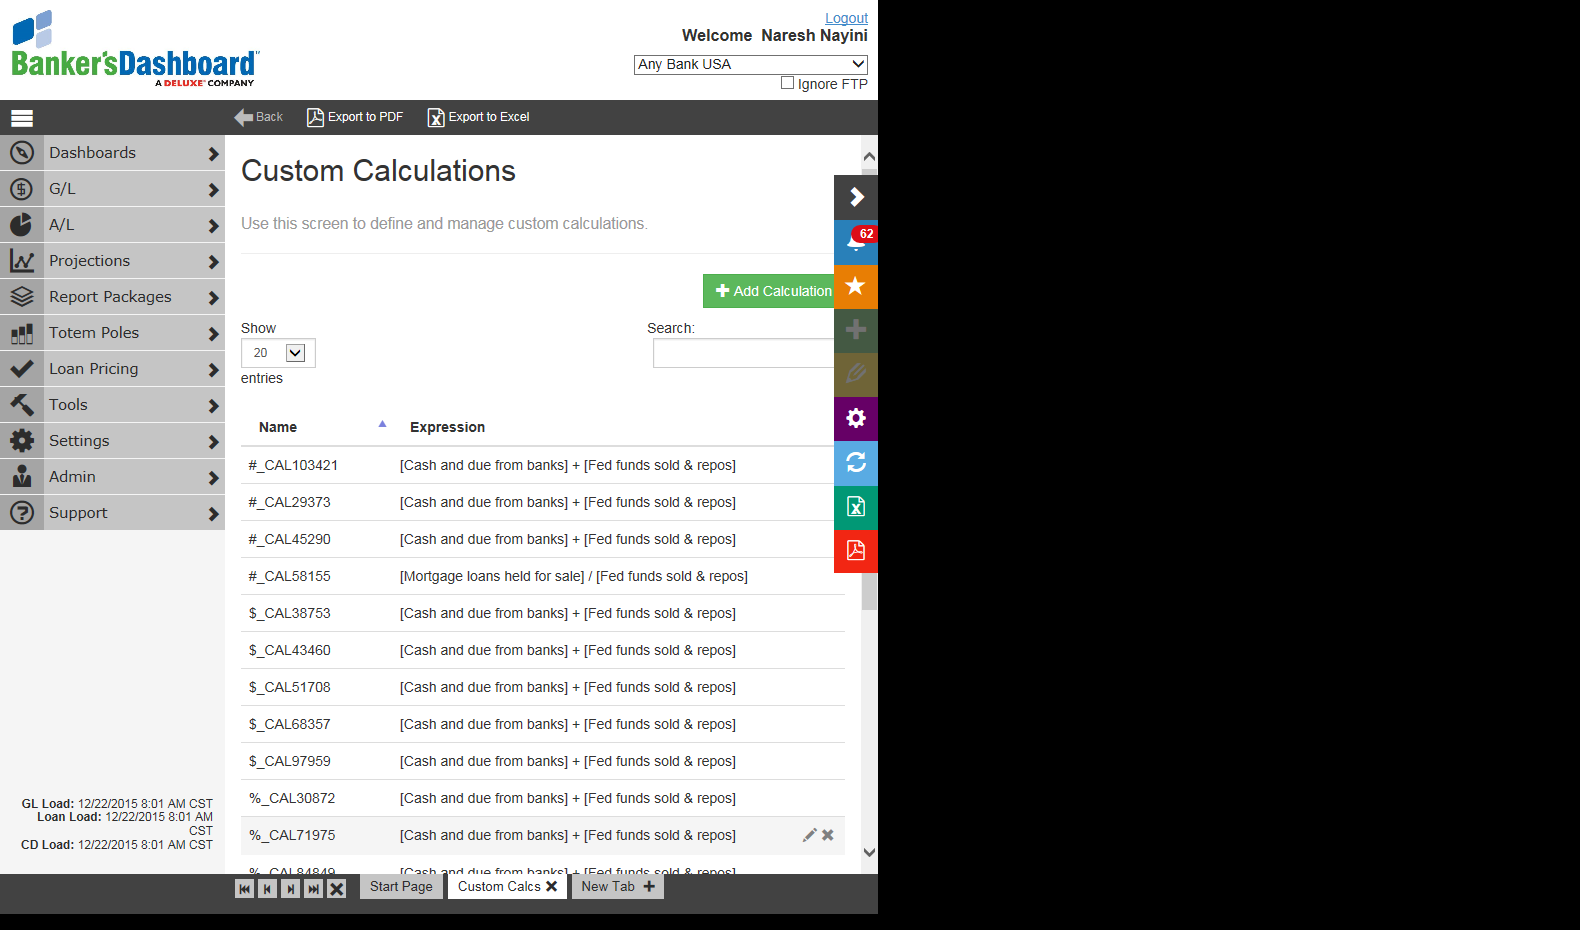 Logout
Welcome Naresh Nayini
Banker'sDashboard
A DELUXE COMPANY
Any Bank USA
Ignore FTP
Back
Export to PDF
Export to Excel
Dashboards
G/L
A/L
Projections
Report Packages
Totem Poles
Loan Pricing
Tools
Settings
Admin
Support
GL Load: 12/22/2015 8:01 AM CST
Loan Load: 12/22/2015 8:01 AM
CST
CD Load: 12/22/2015 8:01 AM CST
Custom Calculations
Use this screen to define and manage custom calculations.
62
Add Calculation
Show
20
entries
Search:
Name Expression
#_CAL103421 [Cash and due from banks] + [Fed funds sold & repos]
#_CAL29373 [Cash and due from banks] + [Fed funds sold & repos]
#_CAL45290 [Cash and due from banks] + [Fed funds sold & repos]
#_CAL58155 [Mortgage loans held for sale] / [Fed funds sold & repos]
$_CAL38753 [Cash and due from banks] + [Fed funds sold & repos]
$_CAL43460 [Cash and due from banks] + [Fed funds sold & repos]
$_CAL51708 [Cash and due from banks] + [Fed funds sold & repos]
$_CAL68357 [Cash and due from banks] + [Fed funds sold & repos]
$_CAL97959 [Cash and due from banks] + [Fed funds sold & repos]
%_CAL30872 [Cash and due from banks] + [Fed funds sold & repos]
%_CAL71975 [Cash and due from banks] + [Fed funds sold & repos]
%_CAL84849 [Cash and due from banks] + [Fed funds sold & repos]
Start Page
Custom Calcs
New Tab